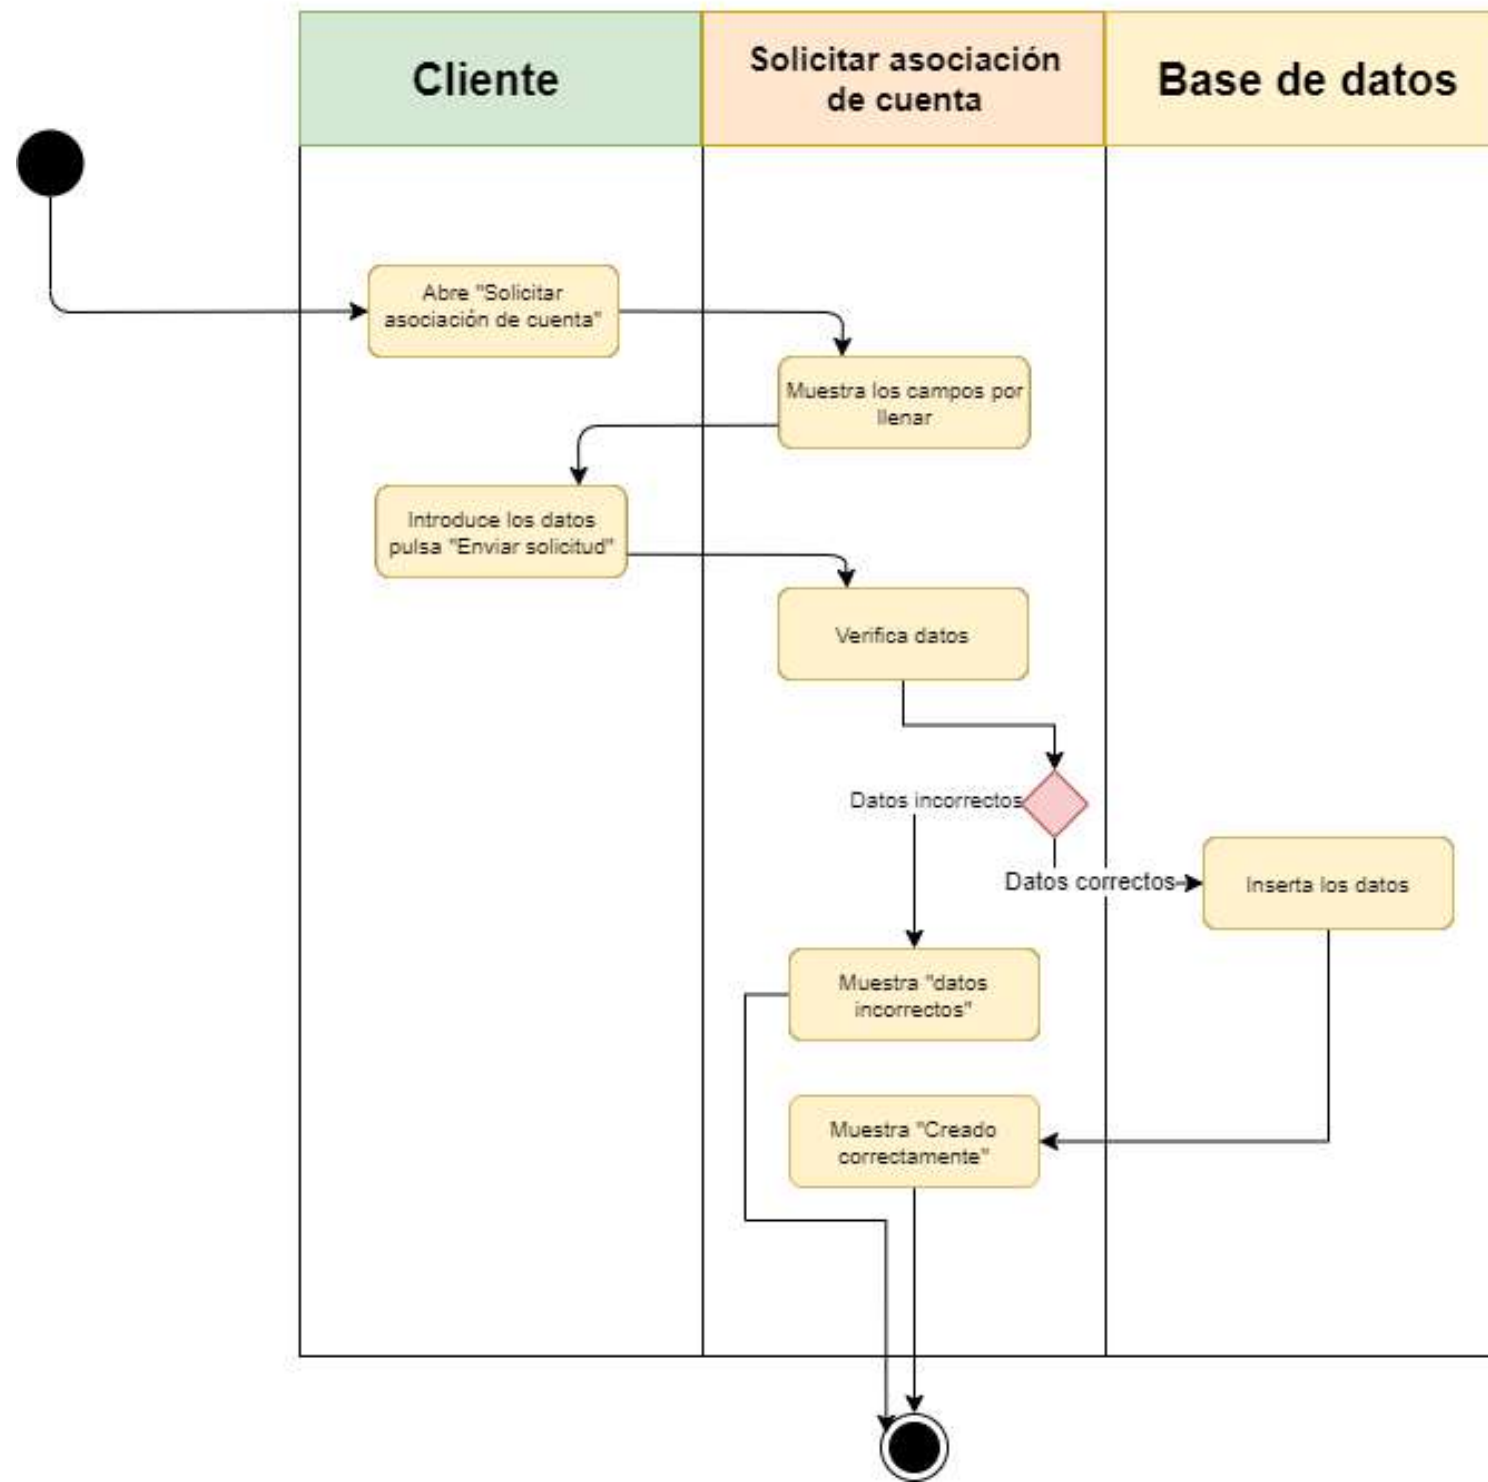 Cliente
Solicitar asociación
de cuenta
Base de datos
Abre "Solicitar
asociación de cuenta"
Muestra los campos por
llenar
Introduce los datos
pulsa "Enviar solicitud"
Verifica datos
Datos incorrectos
Datos correctos
Inserta los datos
Muestra "datos
incorrectos"
Muestra "Creado
correctamente"